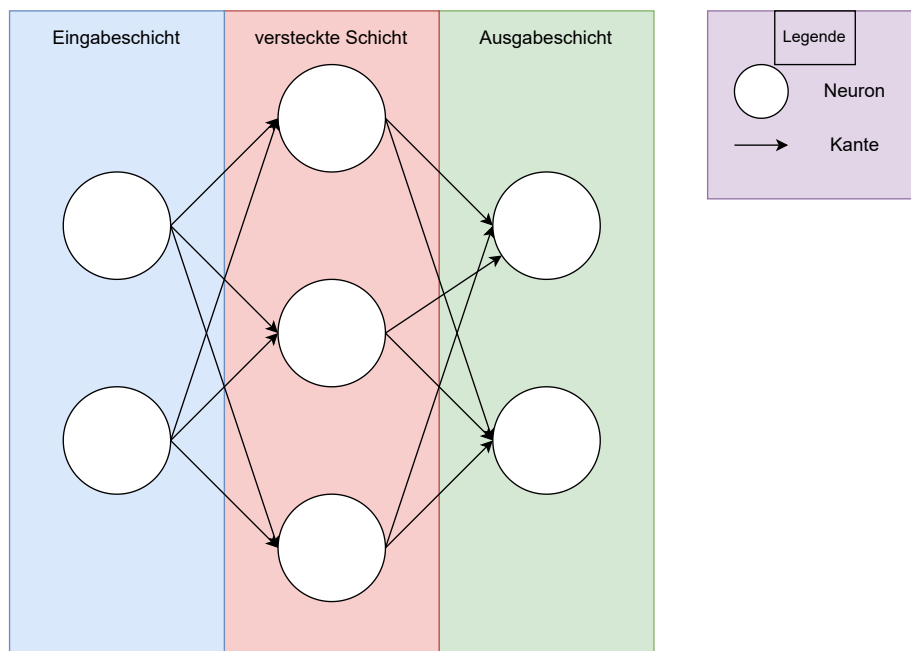 Eingabeschicht
versteckte Schicht
Ausgabeschicht
Legende
Neuron
Kante